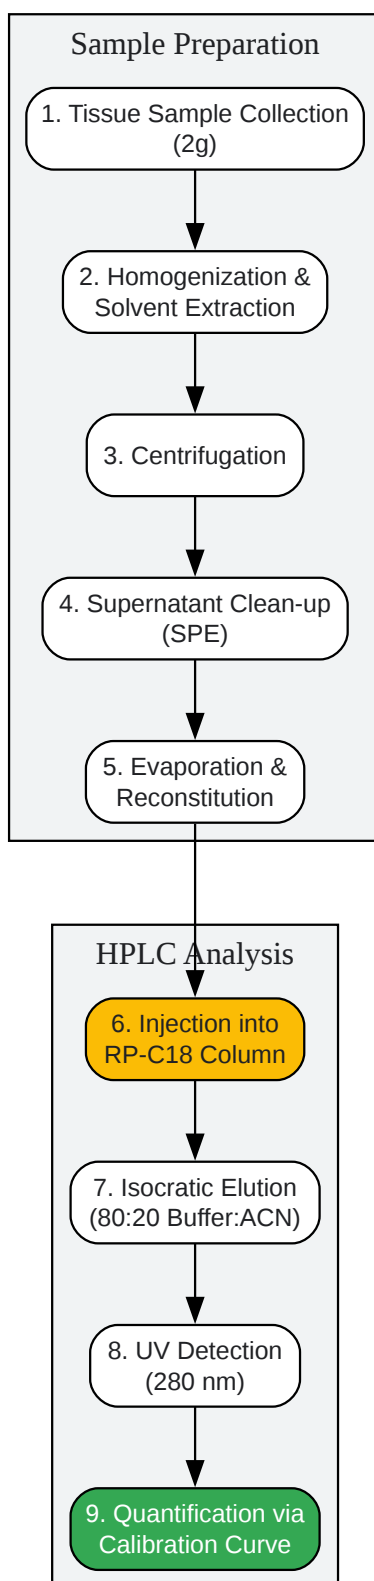 Sample Preparation
1. Tissue Sample Collection
(2g)
2. Homogenization &
Solvent Extraction
3. Centrifugation
4. Supernatant Clean-up
(SPE)
5. Evaporation &
Reconstitution
HPLC Analysis
6. Injection into
RP-C18 Column
7. Isocratic Elution
(80:20 Buffer:ACN)
8. UV Detection
(280 nm)
9. Quantification via
Calibration Curve